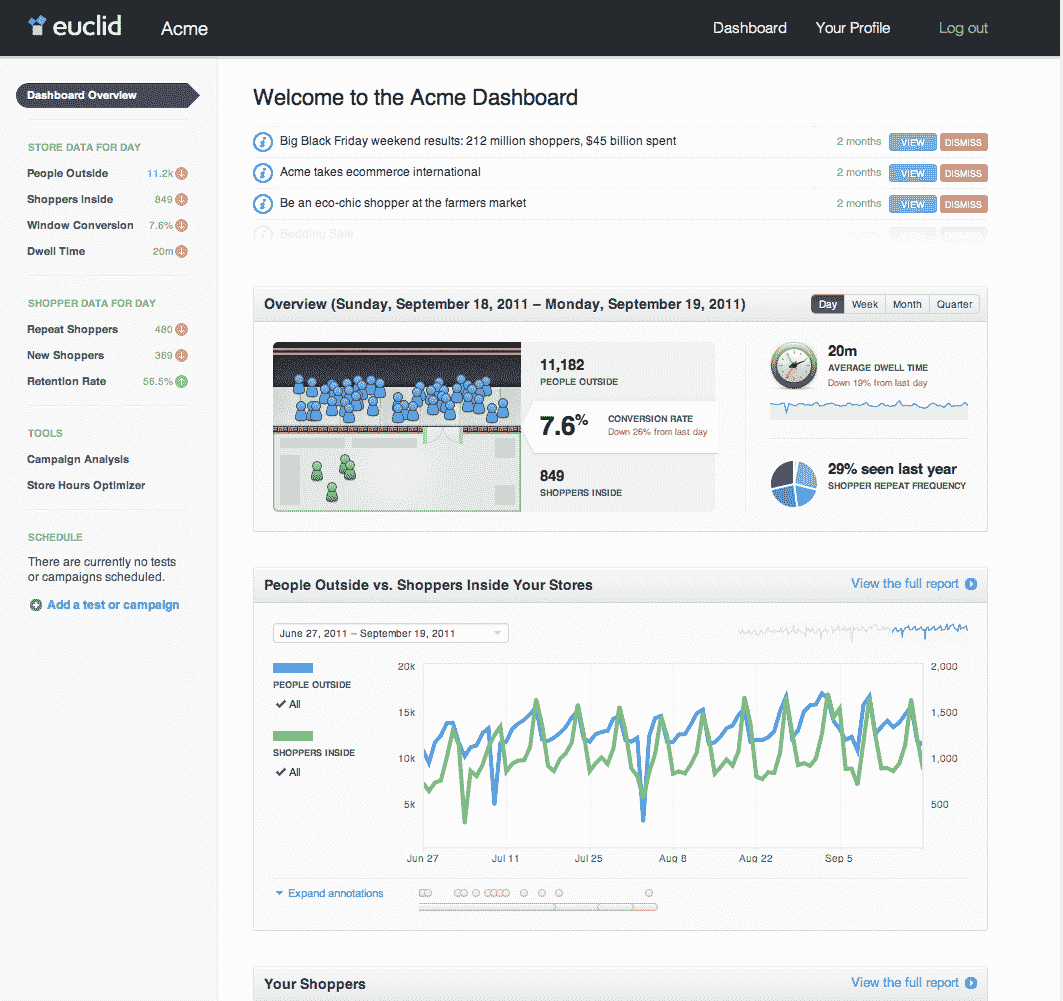 euclid
Acme
Dashboard
Your Profile
Log out
Dashboard Overview
STORE DATA FOR DAY
People Outside 11.2k
Shoppers Inside 849
Window Conversion 7.6%
Dwell Time 20m
SHOPPER DATA FOR DAY
Repeat Shoppers 480
New Shoppers 369
Retention Rate 56.5%
TOOLS
Campaign Analysis
Store Hours Optimizer
SCHEDULE
There are currently no tests
or campaigns scheduled.
Add a test or campaign
Welcome to the Acme Dashboard
Big Black Friday weekend results: 212 million shoppers, $45 billion spent 2 months VIEW DISMISS
Acme takes ecommerce international 2 months VIEW DISMISS
Be an eco-chic shopper at the farmers market 2 months VIEW DISMISS
Bedding Sale
Overview (Sunday, September 18, 2011 – Monday, September 19, 2011)
Day Week Month Quarter
11,182
PEOPLE OUTSIDE
7.6%
CONVERSION RATE
Down 26% from last day
849
SHOPPERS INSIDE
20m
AVERAGE DWELL TIME
Down 19% from last day
29% seen last year
SHOPPER REPEAT FREQUENCY
People Outside vs. Shoppers Inside Your Stores
View the full report
June 27, 2011 – September 19, 2011
PEOPLE OUTSIDE
All
SHOPPERS INSIDE
All
20k
15k
10k
5k
2,000
1,500
1,000
500
Jun 27 Jul 11 Jul 25 Aug 8 Aug 22 Sep 5
Expand annotations
Your Shoppers
View the full report